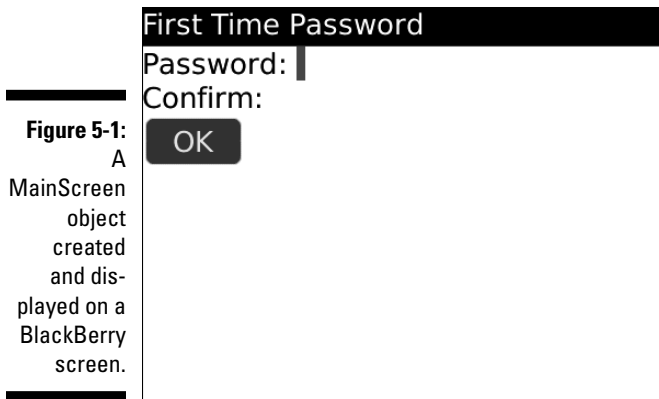 First Time Password
Password:
Confirm:
OK
Figure 5-1:
A
MainScreen
object
created
and dis-
played on a
BlackBerry
screen.